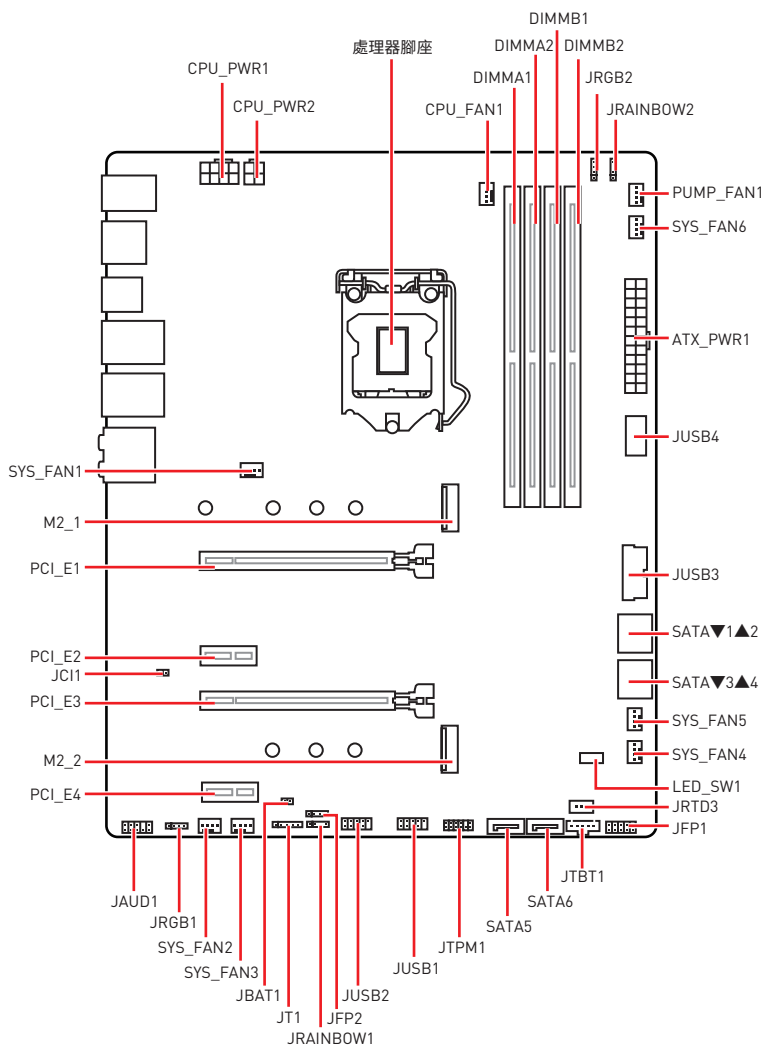 DIMMB1
處理器腳座
DIMMA2 DIMMB2
CPU_PWR1
DIMMA1
JRGB2
CPU_PWR2
CPU_FAN1
JRAINBOW2
PUMP_FAN1
SYS_FAN6
ATX_PWR1
JUSB4
SYS_FAN1
M2_1
PCI_E1
JUSB3
SATA▼1▲2
PCI_E2
JCI1
SATA▼3▲4
PCI_E3
SYS_FAN5
M2_2
SYS_FAN4
LED_SW1
PCI_E4
JRTD3
JFP1
JTBT1
JAUD1
SATA6
JRGB1
SATA5
SYS_FAN2
JTPM1
SYS_FAN3
JUSB1
JBAT1
JUSB2
JT1
JFP2
JRAINBOW1